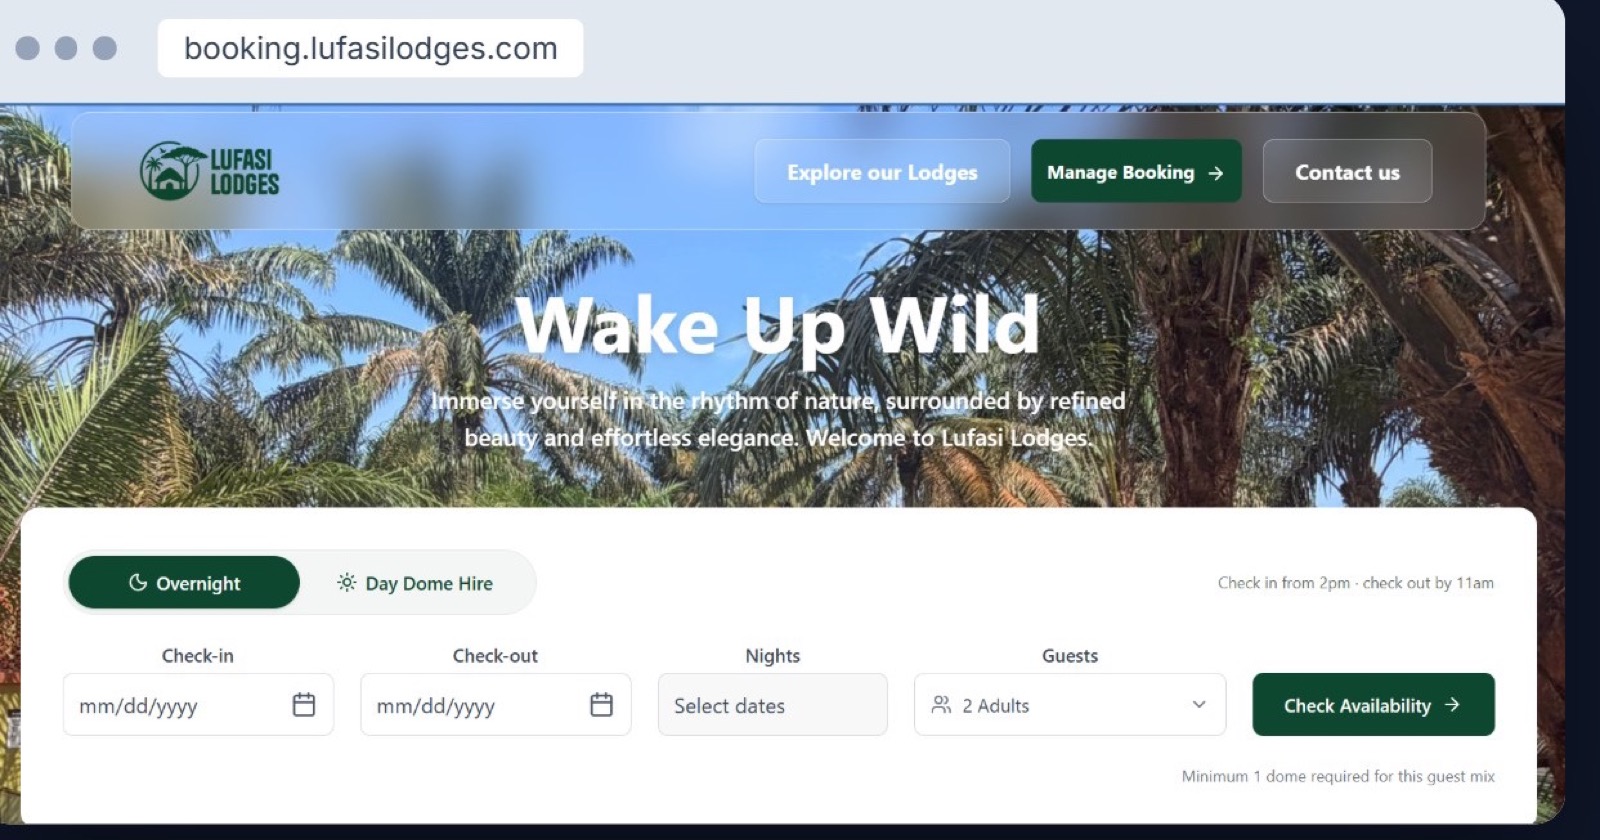 booking.lufasilodges.com
LUFASI
LODGES
Explore our Lodges
Manage Booking →
Contact us
Wake Up Wild
Immerse yourself in the rhythm of nature, surrounded by refined
beauty and effortless elegance. Welcome to Lufasi Lodges.
Overnight
Day Dome Hire
Check in from 2pm · check out by 11am
Check-in
Check-out
Nights
Guests
mm/dd/yyyy
mm/dd/yyyy
Select dates
2 Adults
Check Availability →
Minimum 1 dome required for this guest mix